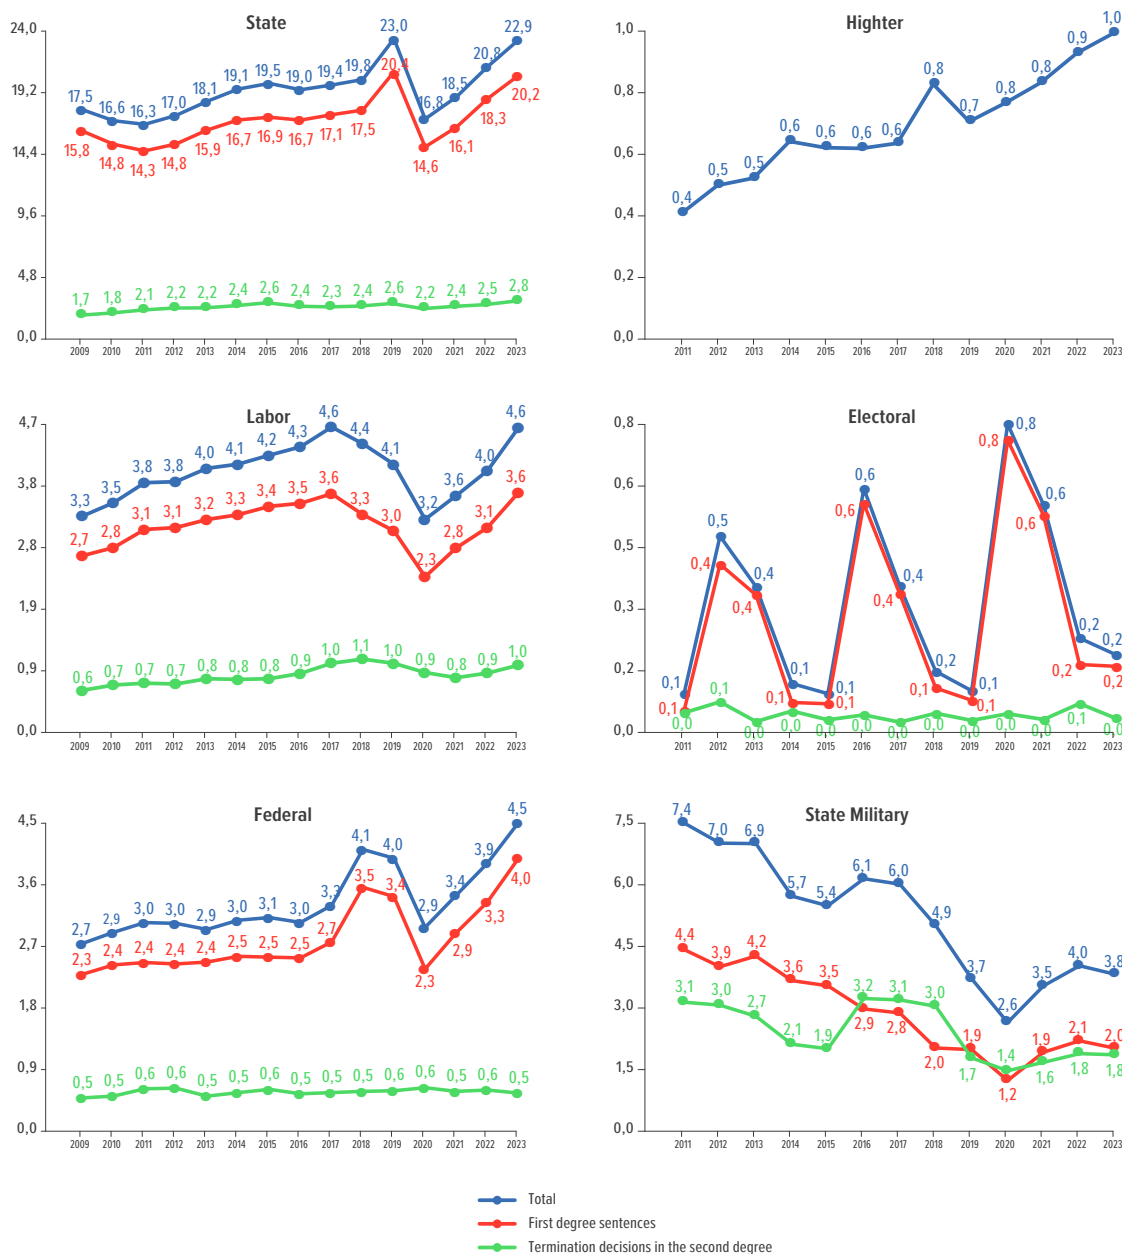 State
24,0
19,2
14,4
9,6
4,8
0,0
17,5 16,6 16,3 17,0 18,1 19,1 19,5 19,0 19,4 19,8 23,0 16,8 18,5 20,8 22,9
15,8 14,8 14,3 14,8 15,9 16,7 16,9 16,7 17,1 17,5 20,4 14,6 16,1 18,3 20,2
1,7 1,8 2,1 2,2 2,2 2,4 2,6 2,4 2,3 2,4 2,6 2,2 2,4 2,5 2,8
2009 2010 2011 2012 2013 2014 2015 2016 2017 2018 2019 2020 2021 2022 2023
Highter
1,0
0,8
0,6
0,4
0,2
0,0
0,4 0,5 0,5 0,6 0,6 0,6 0,6 0,8 0,7 0,8 0,8 0,9 1,0
2011 2012 2013 2014 2015 2016 2017 2018 2019 2020 2021 2022 2023
Labor
4,7
3,8
2,8
1,9
0,9
0,0
3,3 3,5 3,8 3,8 4,0 4,1 4,2 4,3 4,6 4,4 4,1 3,2 3,6 4,0 4,6
2,7 2,8 3,1 3,1 3,2 3,3 3,4 3,5 3,6 3,3 3,0 2,3 2,8 3,1 3,6
0,6 0,7 0,7 0,7 0,8 0,8 0,8 0,9 1,0 1,1 1,0 0,9 0,8 0,9 1,0
2009 2010 2011 2012 2013 2014 2015 2016 2017 2018 2019 2020 2021 2022 2023
Electoral
0,8
0,6
0,5
0,3
0,2
0,0
0,1 0,5 0,4 0,1 0,1 0,6 0,4 0,2 0,1 0,8 0,6 0,2 0,2
0,1 0,4 0,4 0,1 0,1 0,6 0,4 0,1 0,1 0,8 0,6 0,2 0,2
0,0 0,1 0,0 0,0 0,0 0,0 0,0 0,0 0,0 0,0 0,0 0,1 0,0
2011 2012 2013 2014 2015 2016 2017 2018 2019 2020 2021 2022 2023
Federal
4,5
3,6
2,7
1,8
0,9
0,0
2,7 2,9 3,0 3,0 2,9 3,0 3,1 3,0 3,3 4,1 4,0 2,9 3,4 3,9 4,5
2,3 2,4 2,4 2,4 2,4 2,5 2,5 2,5 2,7 3,5 3,4 2,3 2,9 3,3 4,0
0,5 0,5 0,6 0,6 0,5 0,5 0,6 0,5 0,5 0,5 0,6 0,6 0,5 0,6 0,5
2009 2010 2011 2012 2013 2014 2015 2016 2017 2018 2019 2020 2021 2022 2023
State Military
7,5
6,0
4,5
3,0
1,5
0,0
7,4 7,0 6,9 5,7 5,4 6,1 6,0 4,9 3,7 2,6 3,5 4,0 3,8
4,4 3,9 4,2 3,6 3,5 2,9 2,8 2,0 1,9 1,2 1,9 2,1 2,0
3,1 3,0 2,7 2,1 1,9 3,2 3,1 3,0 1,7 1,4 1,6 1,8 1,8
2011 2012 2013 2014 2015 2016 2017 2018 2019 2020 2021 2022 2023
Total
First degree sentences
Termination decisions in the second degree